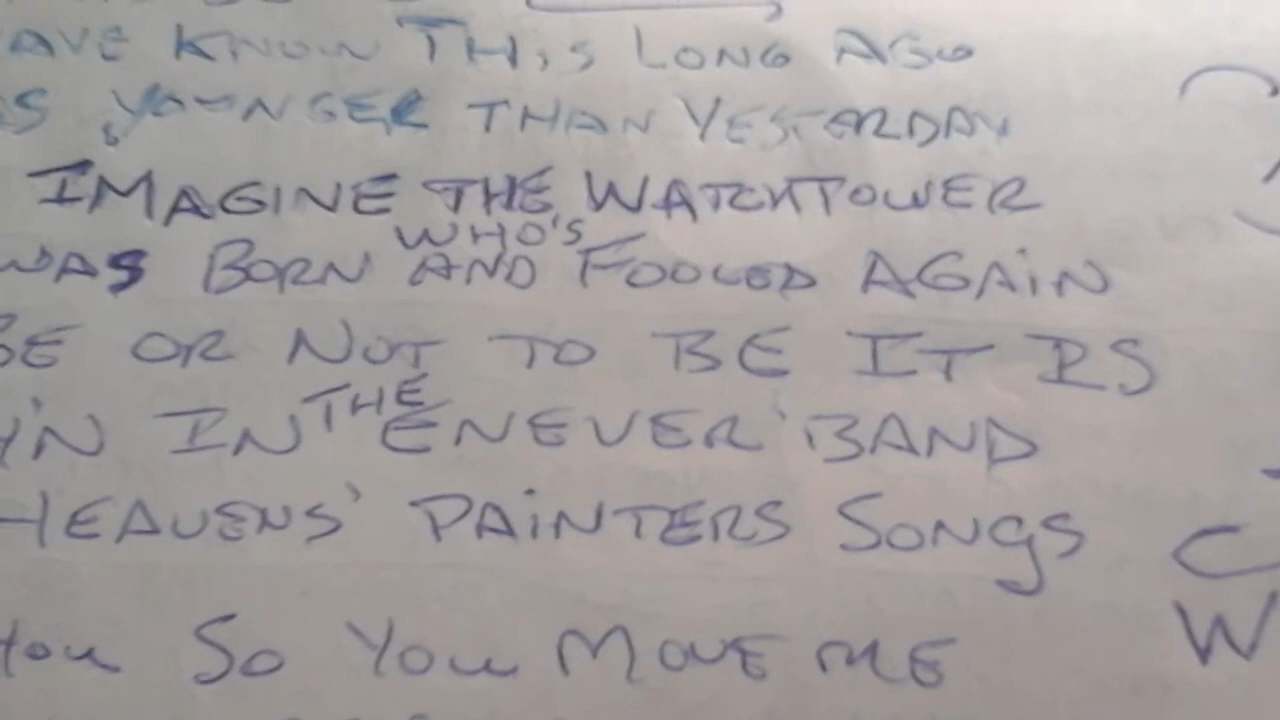 AVE KNOW THiS LONG AGO
S YOUNGER THAN YESTERDAY
IMAGINE THE WATCHTOWER
WHO'S
WAS BORN AND FOOLED AGAiN
BE OR NOT TO BE IT IS
THE
Y'N IN ENEVER BAND
HEAVENS' PAiNTERS SONgS
You SO YOu MOVE ME